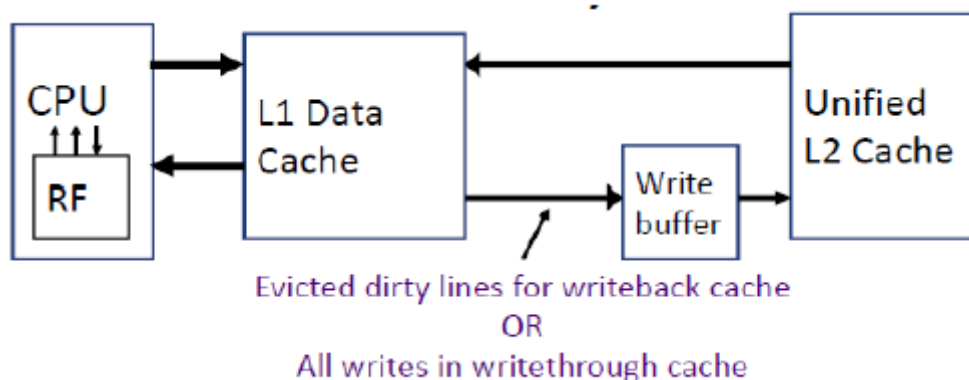 CPU
RF
L1 Data
Cache
Write
buffer
Unified
L2 Cache
Evicted dirty lines for writeback cache
OR
All writes in writethrough cache